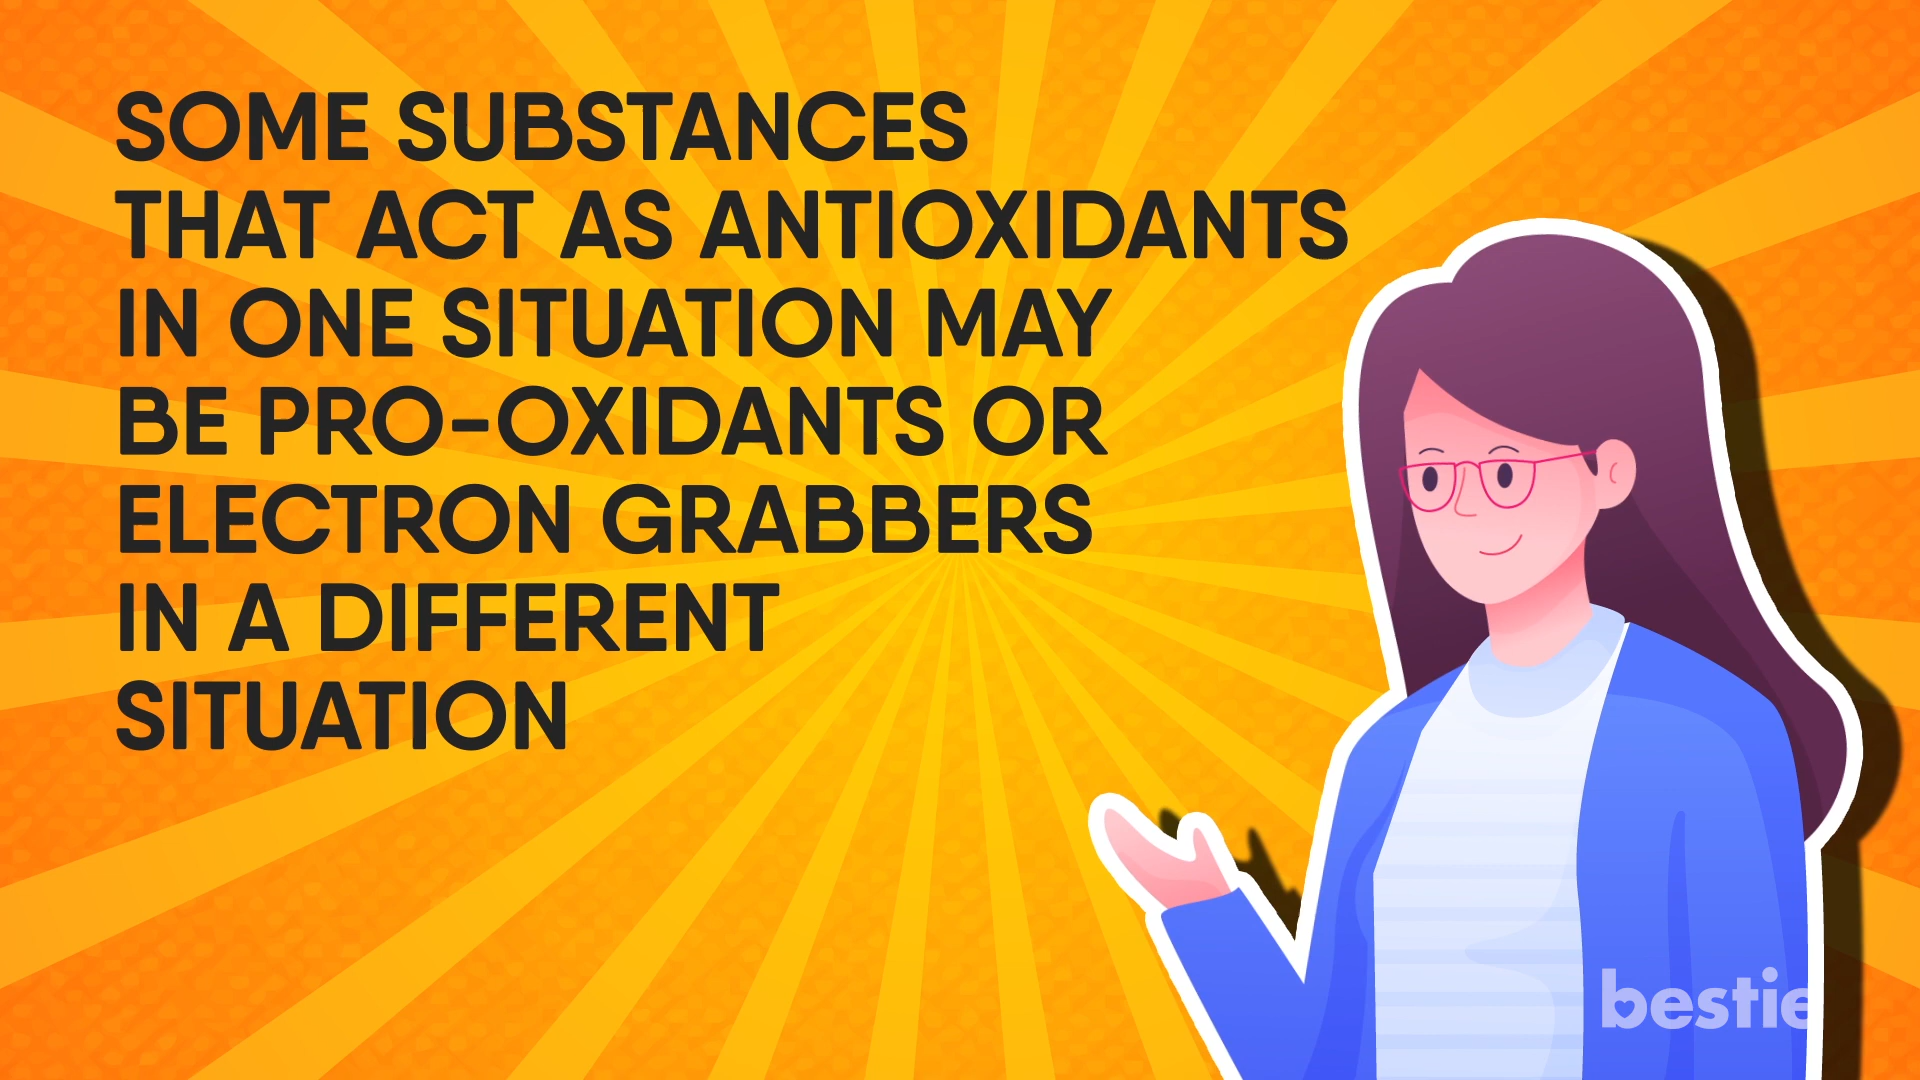 SOME SUBSTANCES
THAT ACT AS ANTIOXIDANTS
IN ONE SITUATION MAY
BE PRO-OXIDANTS OR
ELECTRON GRABBERS
IN A DIFFERENT
SITUATION
bestie